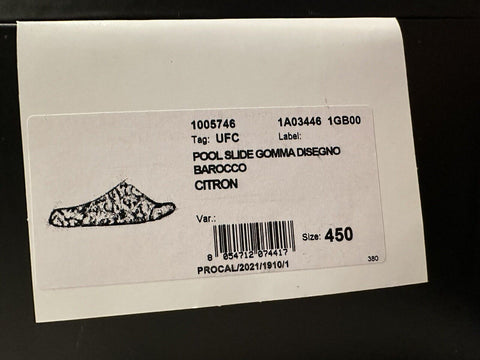 1005746 1A03446 1GB00
Tag: UFC Label:
POOL SLIDE GOMMA DISEGNO
BAROCCO
CITRON
Var.:
Size: 450
8 054712 074417
PROCAL/2021/1910/1
380